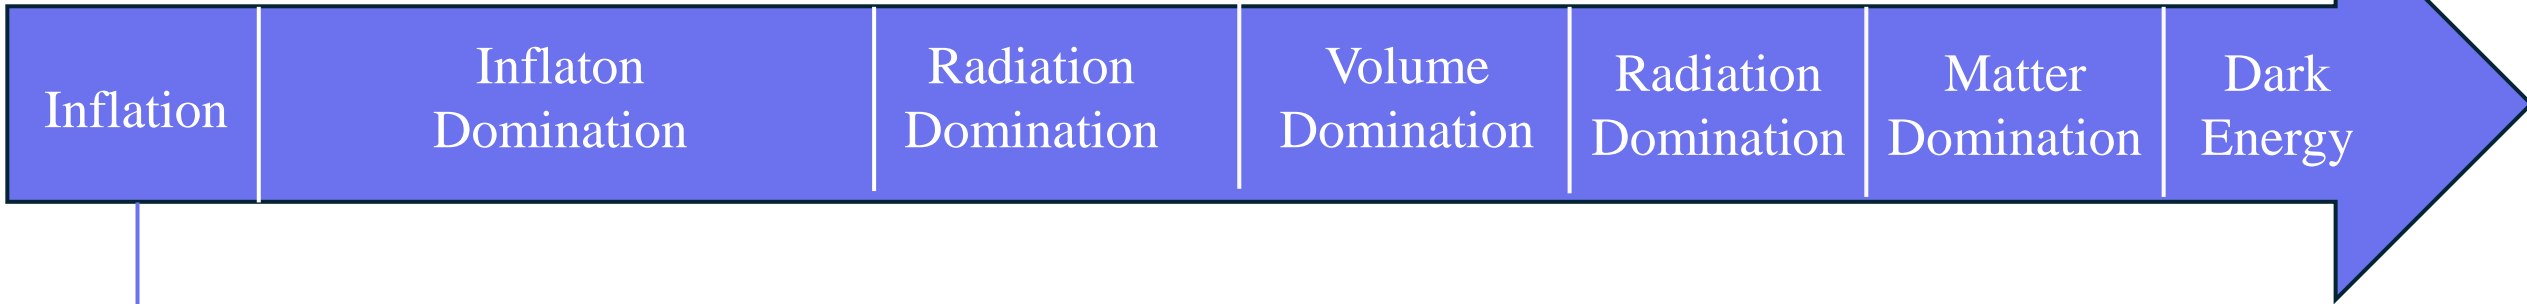 Inflation
Inflaton
Domination
Radiation
Domination
Volume
Domination
Radiation
Domination
Matter
Domination
Dark
Energy